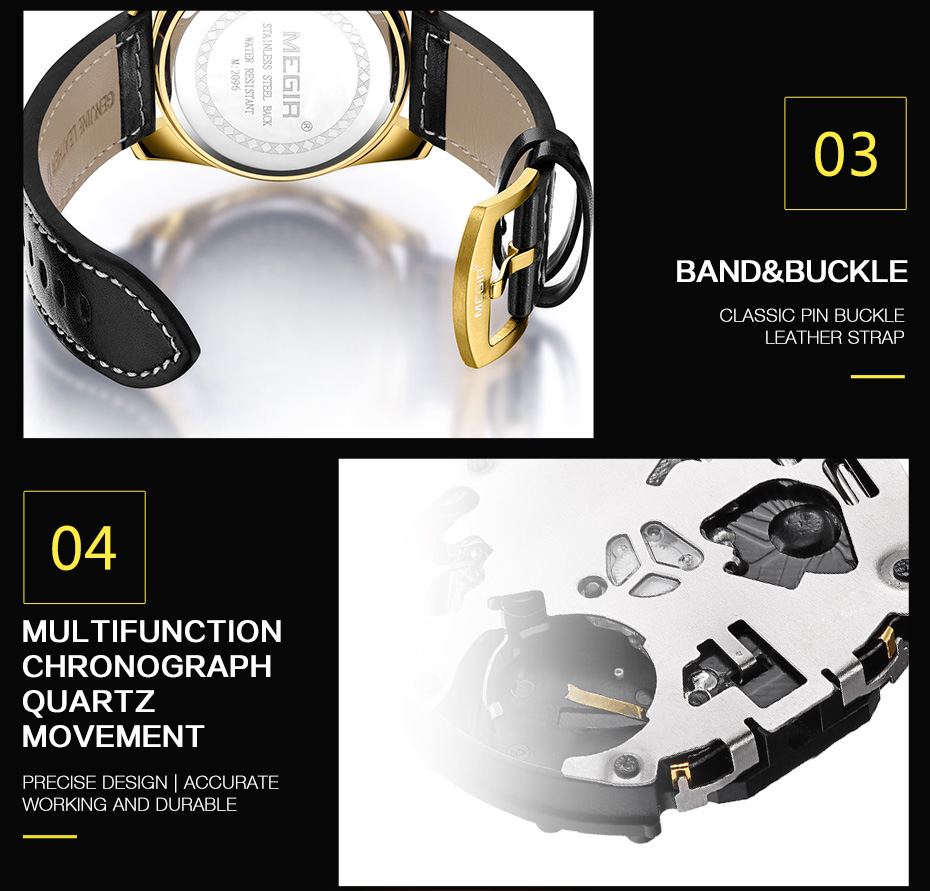 MEGIR®
STAINLESS STEEL BACK
WATER RESISTANT
M:2096
GENUINE LEATHER
MEGIR
03
BAND&BUCKLE
CLASSIC PIN BUCKLE
LEATHER STRAP
04
MULTIFUNCTION
CHRONOGRAPH
QUARTZ
MOVEMENT
PRECISE DESIGN | ACCURATE
WORKING AND DURABLE